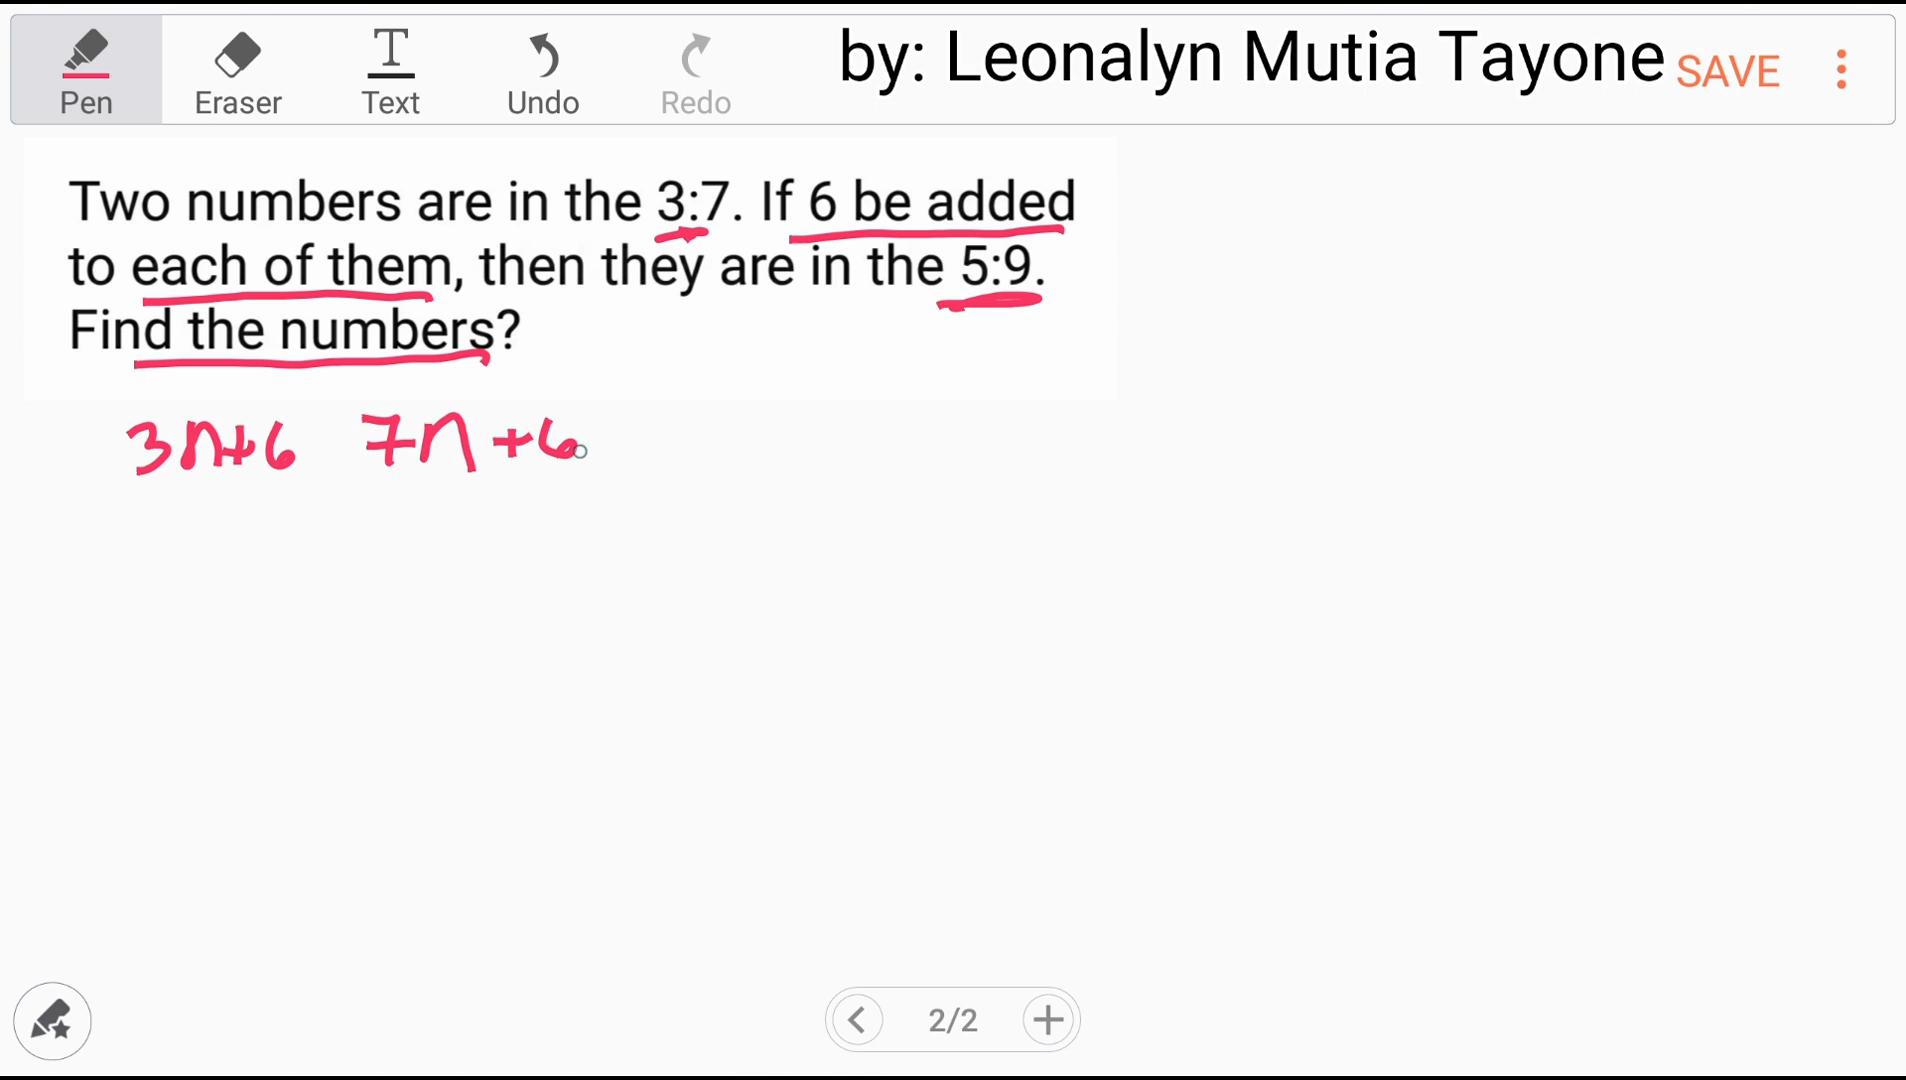 Pen Eraser Text Undo Redo by: Leonalyn Mutia Tayone SAVE
Two numbers are in the 3:7. If 6 be added
to each of them, then they are in the 5:9.
Find the numbers?
3n+6 7n+6
2/2